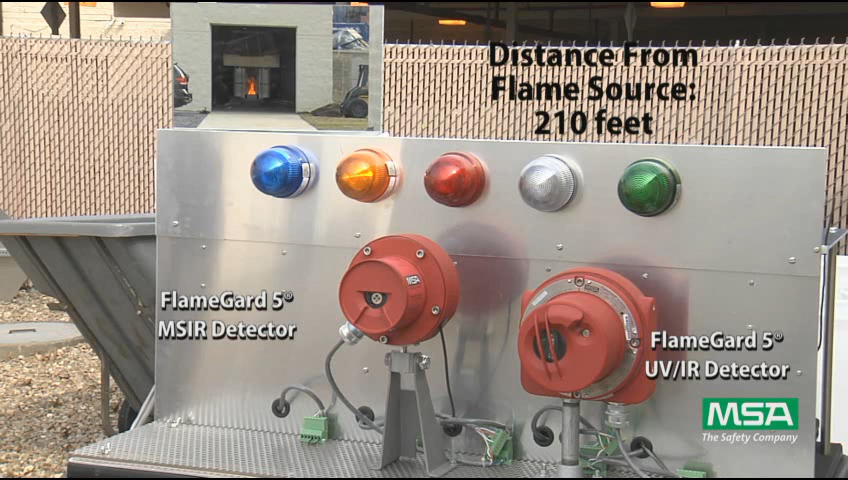 Distance From
Flame Source:
210 feet
MSA
FlameGard 5®
MSIR Detector
FlameGard 5®
UV/IR Detector
MSA
The Safety Company